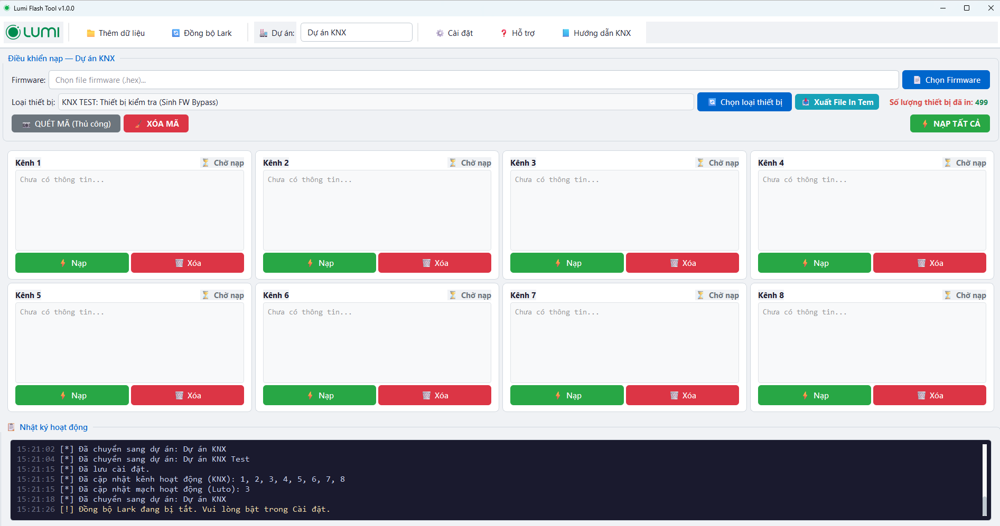 Lumi Flash Tool v1.0.0
LUMI
Thêm dữ liệu
Đồng bộ Lark
Dự án:
Dự án KNX
Cài đặt
Hỗ trợ
Hướng dẫn KNX
Điều khiển nạp — Dự án KNX
Firmware:
Chọn file firmware (.hex)...
Chọn Firmware
Loại thiết bị:
KNX TEST: Thiết bị kiểm tra (Sinh FW Bypass)
Chọn loại thiết bị
Xuất File In Tem
Số lượng thiết bị đã in: 499
QUÉT MÃ (Thủ công)
XÓA MÃ
NẠP TẤT CẢ
Kênh 1
Chờ nạp
Chưa có thông tin...
Nạp
Xóa
Kênh 2
Chờ nạp
Chưa có thông tin...
Nạp
Xóa
Kênh 3
Chờ nạp
Chưa có thông tin...
Nạp
Xóa
Kênh 4
Chờ nạp
Chưa có thông tin...
Nạp
Xóa
Kênh 5
Chờ nạp
Chưa có thông tin...
Nạp
Xóa
Kênh 6
Chờ nạp
Chưa có thông tin...
Nạp
Xóa
Kênh 7
Chờ nạp
Chưa có thông tin...
Nạp
Xóa
Kênh 8
Chờ nạp
Chưa có thông tin...
Nạp
Xóa
Nhật ký hoạt động
15:21:02 [*] Đã chuyển sang dự án: Dự án KNX
15:21:04 [*] Đã chuyển sang dự án: Dự án KNX Test
15:21:15 [*] Đã lưu cài đặt.
15:21:15 [*] Đã cập nhật kênh hoạt động (KNX): 1, 2, 3, 4, 5, 6, 7, 8
15:21:15 [*] Đã cập nhật mạch hoạt động (Luto): 3
15:21:18 [*] Đã chuyển sang dự án: Dự án KNX
15:21:26 [!] Đồng bộ Lark đang bị tắt. Vui lòng bật trong Cài đặt.